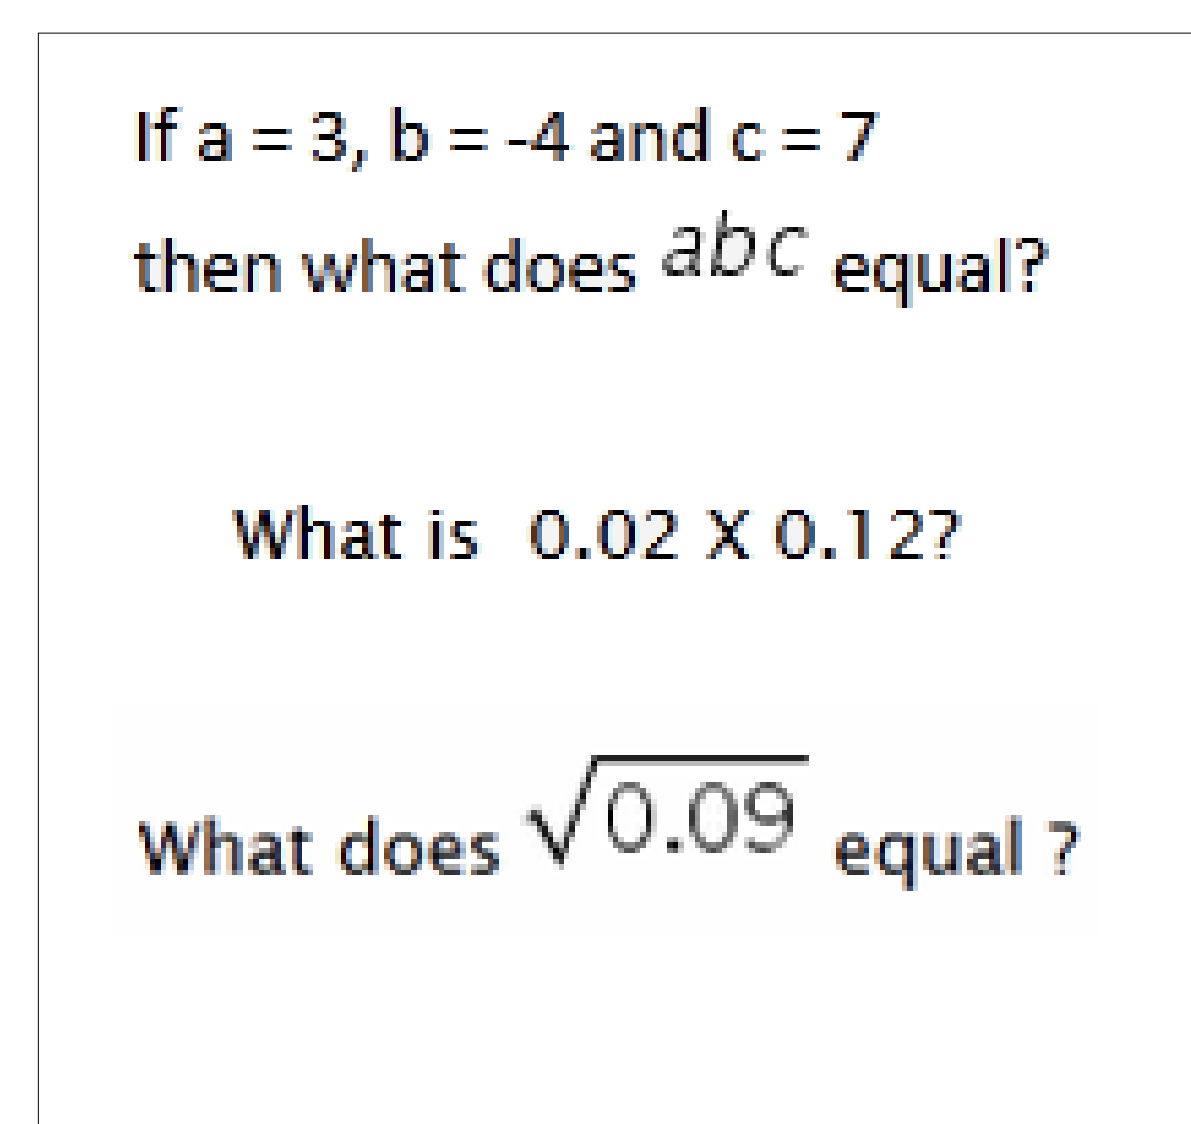 If a = 3, b = -4 and c = 7
then what does abc equal?
What is 0.02 X 0.12?
What does √0.09 equal ?